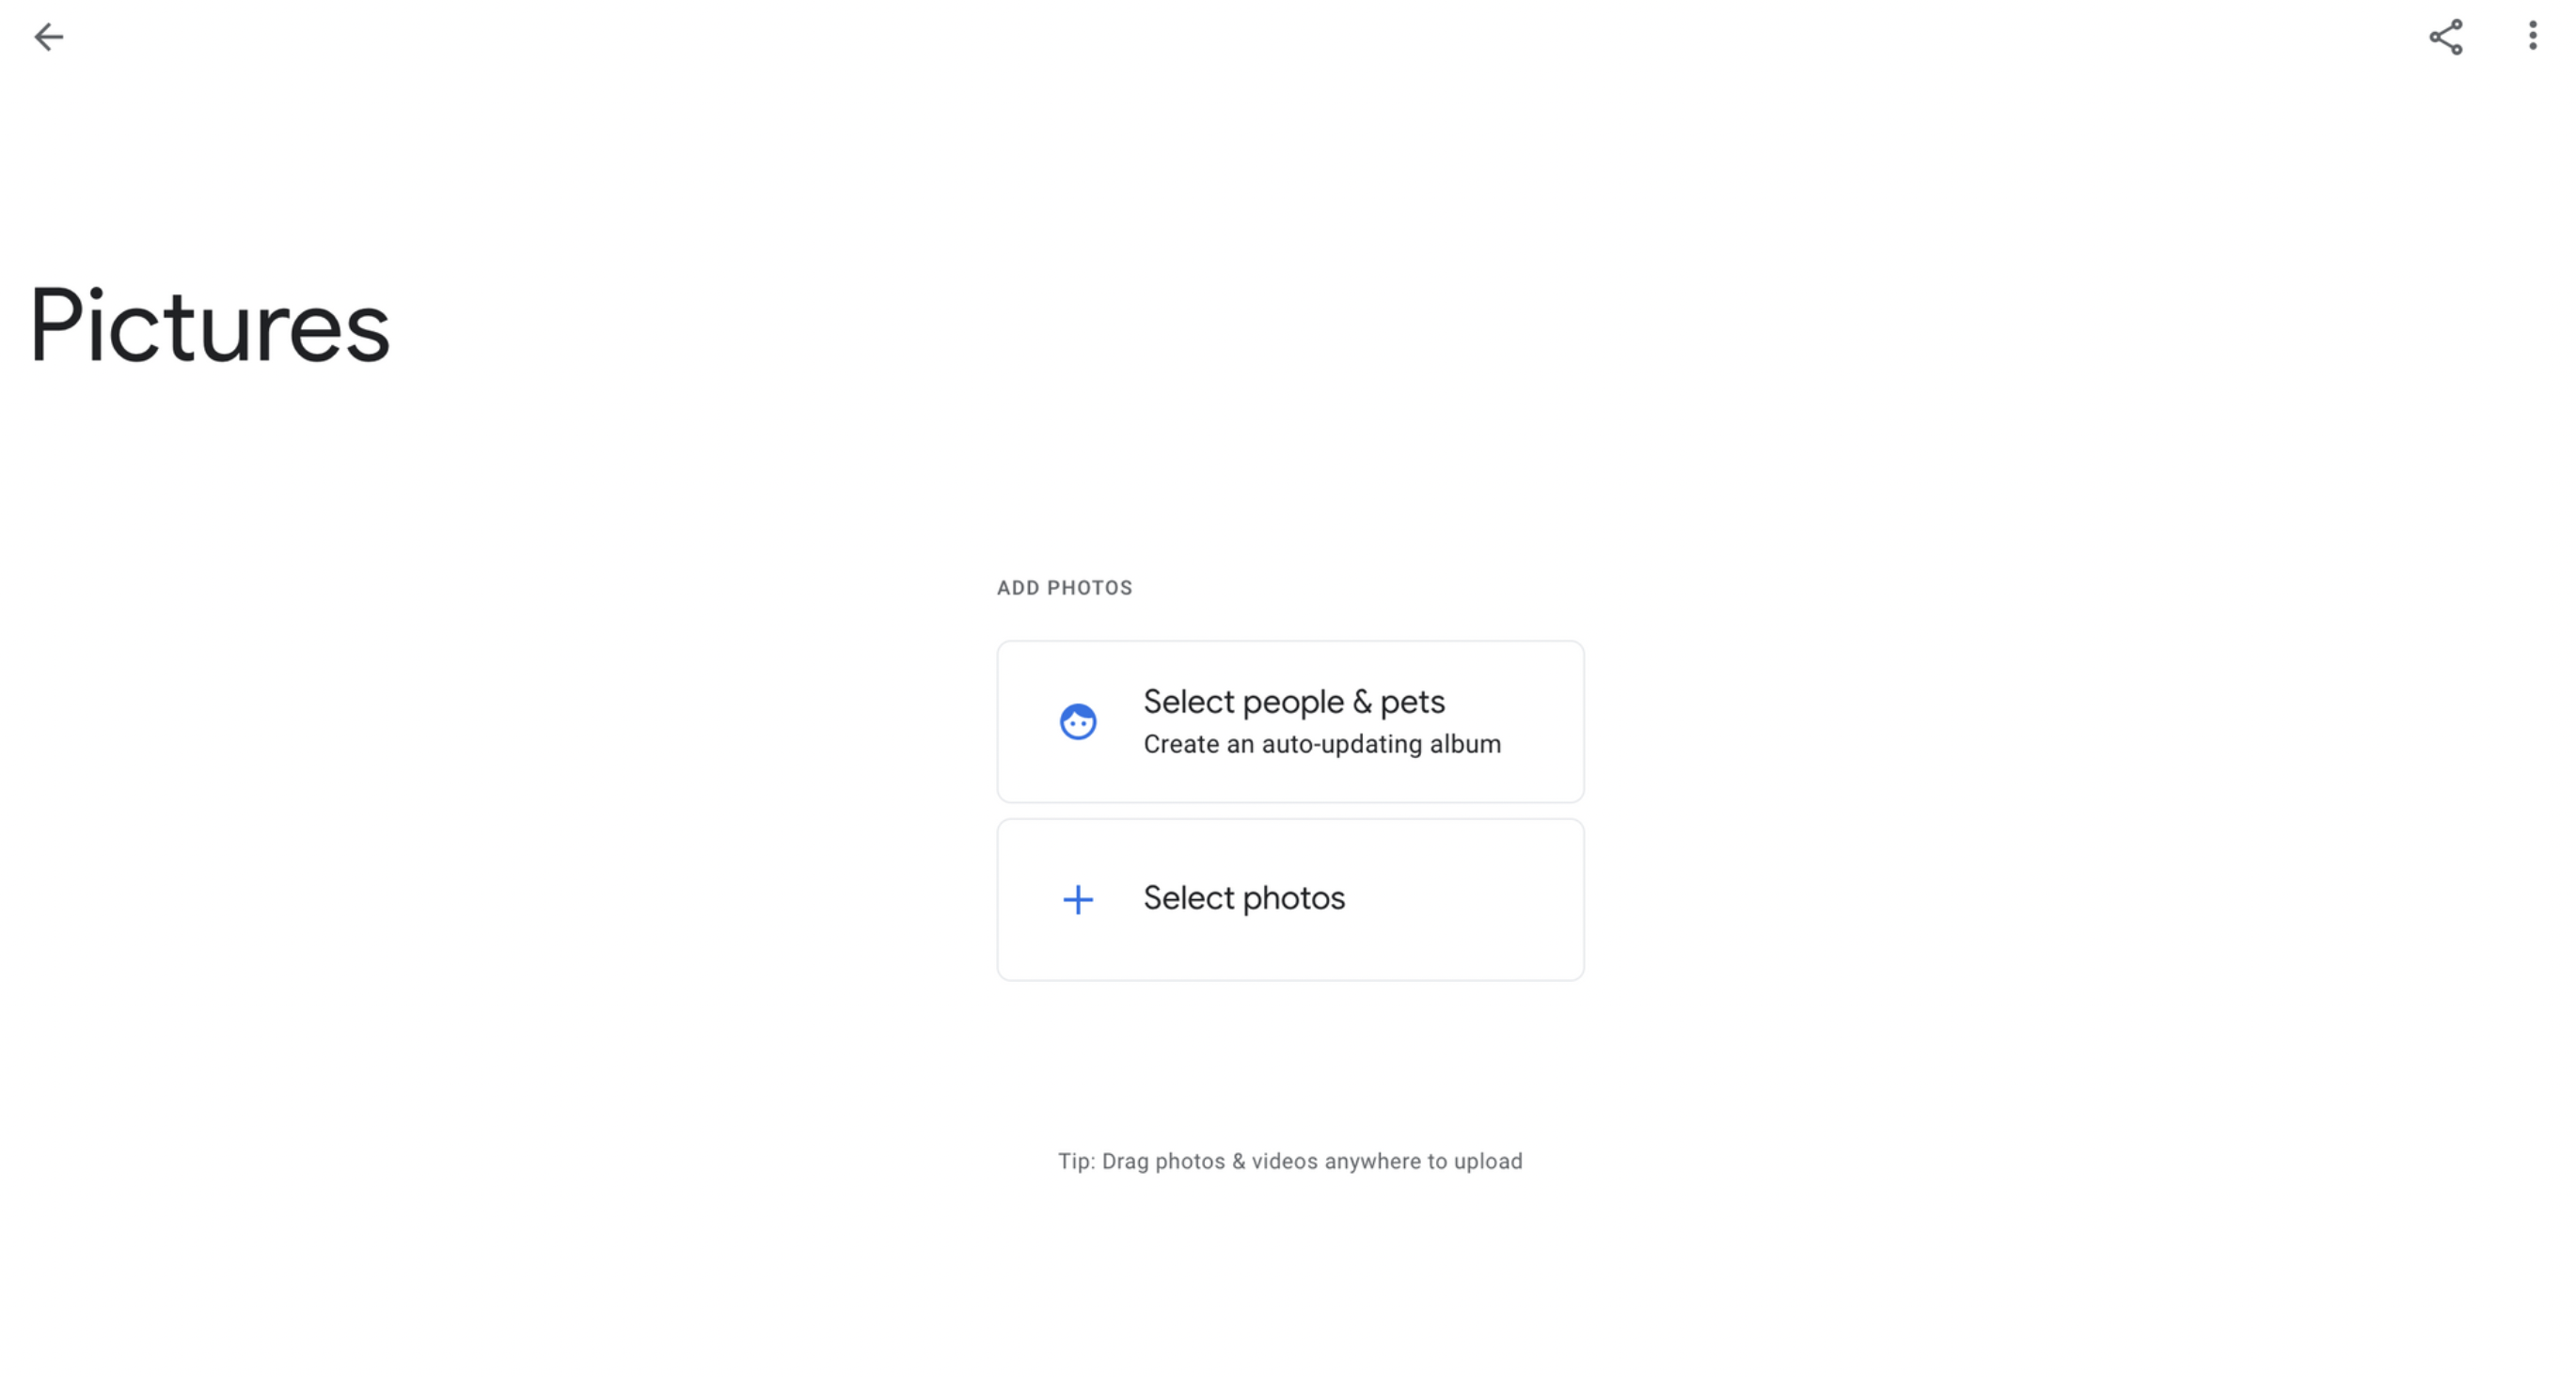 Pictures
ADD PHOTOS
Select people & pets
Create an auto-updating album
Select photos
Tip: Drag photos & videos anywhere to upload